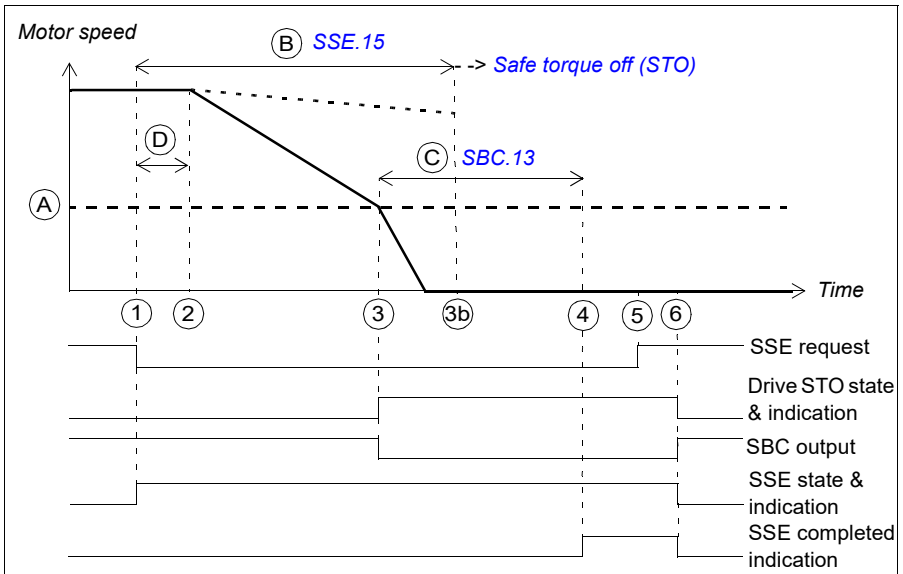 Motor speed
B SSE.15
Safe torque off (STO)
D
C SBC.13
A
Time
1 2 3 3b 4 5 6
SSE request
Drive STO state
& indication
SBC output
SSE state &
indication
SSE completed
indication